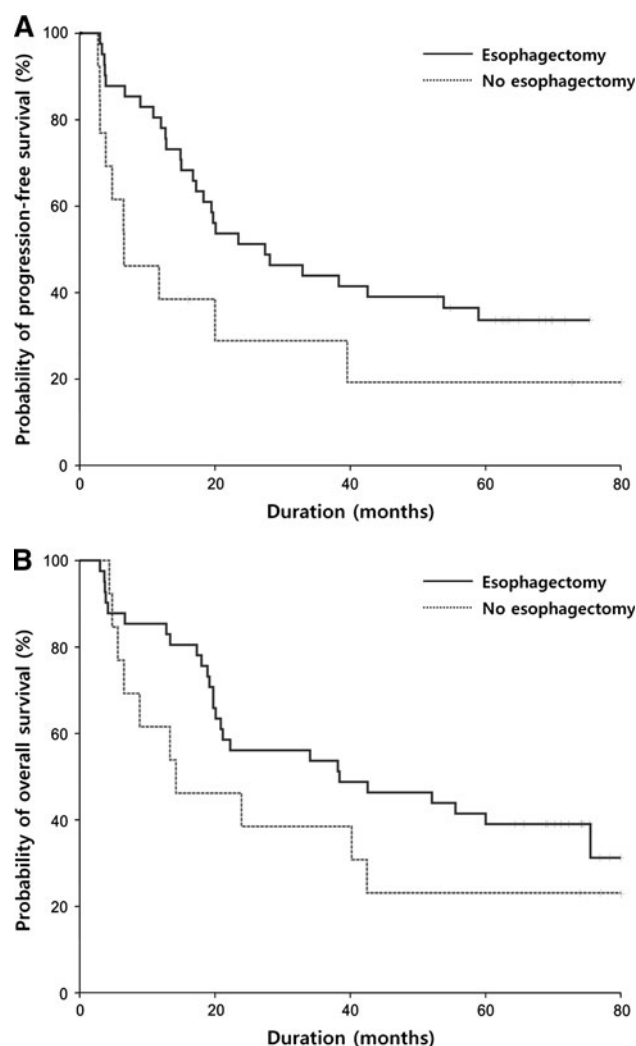 A
Probability of progression-free survival (%)
100
80
60
40
20
0
Esophagectomy
No esophagectomy
0 20 40 60 80
Duration (months)
B
Probability of overall survival (%)
100
80
60
40
20
0
Esophagectomy
No esophagectomy
0 20 40 60 80
Duration (months)